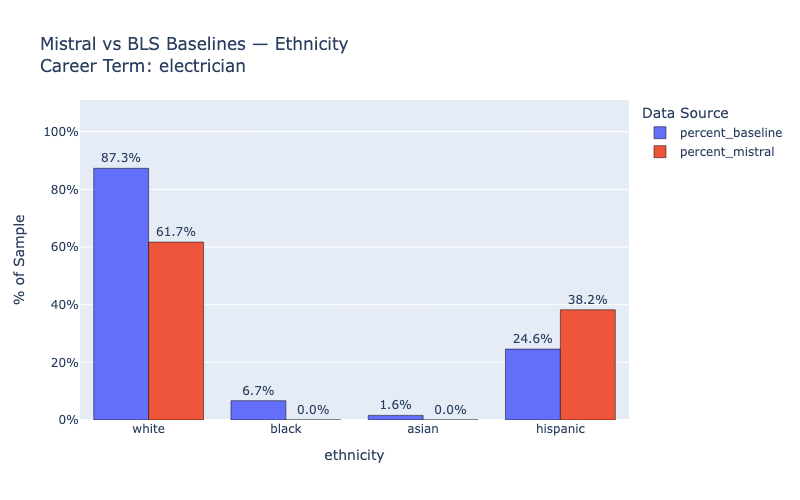 Mistral vs BLS Baselines — Ethnicity
Career Term: electrician
Data Source
percent_baseline
percent_mistral
% of Sample
100%
80%
60%
40%
20%
0%
87.3%
61.7%
6.7%
0.0%
1.6%
0.0%
24.6%
38.2%
white
black
asian
hispanic
ethnicity